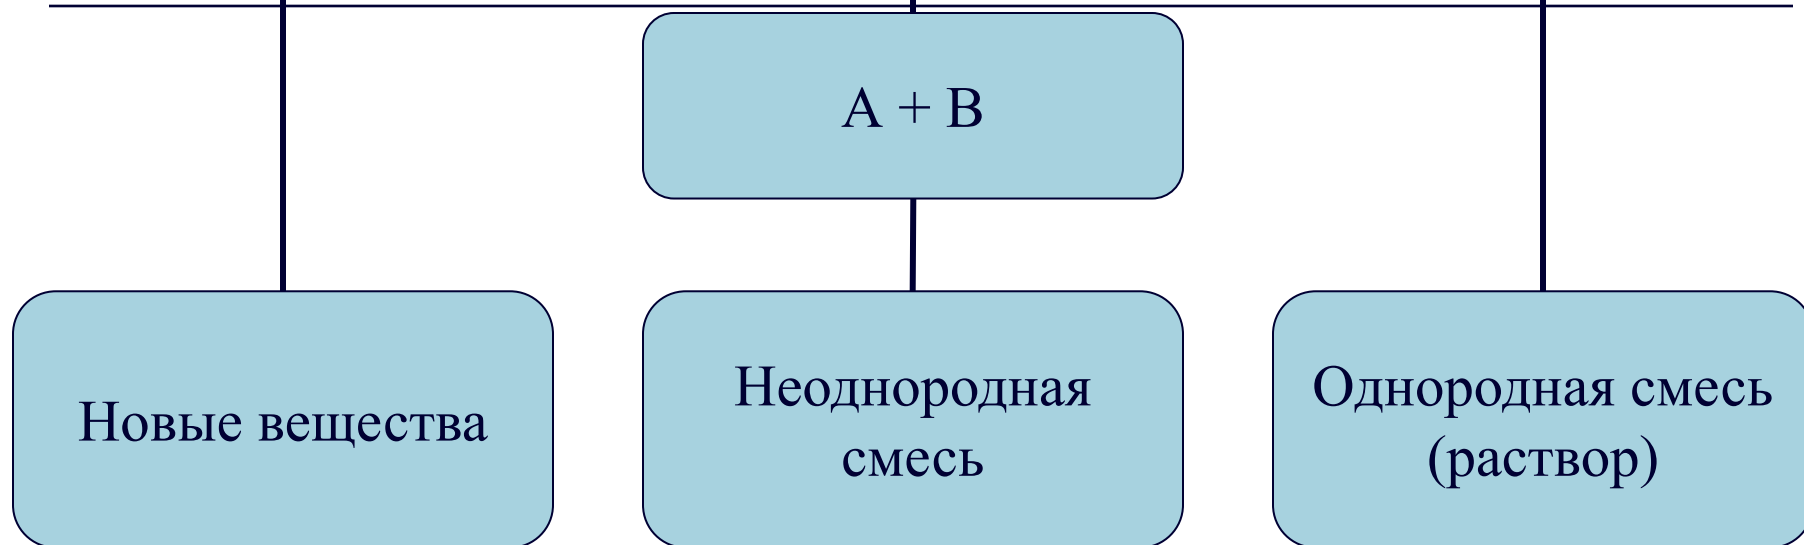 A + B
Новые вещества
Неоднородная
смесь
Однородная смесь
(раствор)